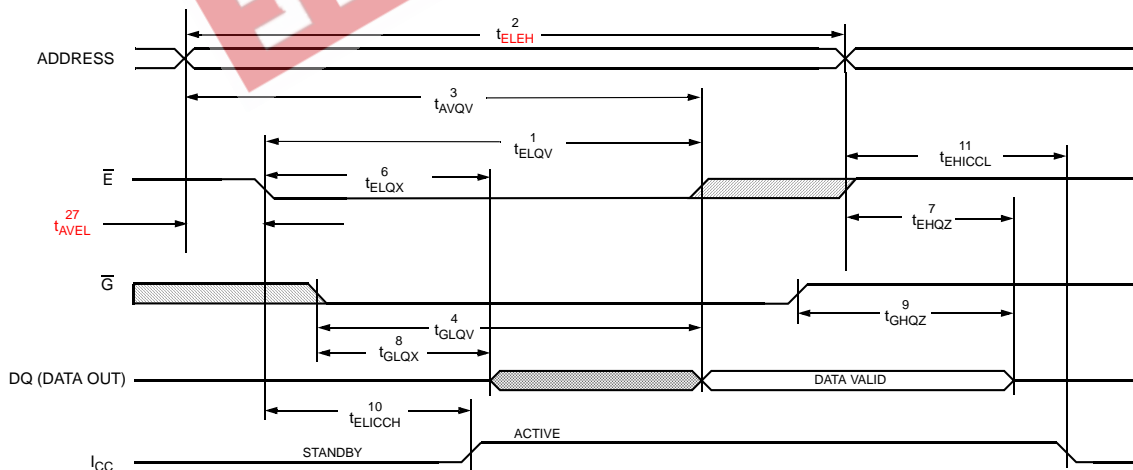 2
tELEH
ADDRESS
3
tAVQV
1
tELQV
11
tEHICCL
E
6
tELQX
27
tAVEL
7
tEHQZ
G
9
tGHQZ
4
tGLQV
8
tGLQX
DQ (DATA OUT)
DATA VALID
10
tELICCH
ACTIVE
STANDBY
ICC